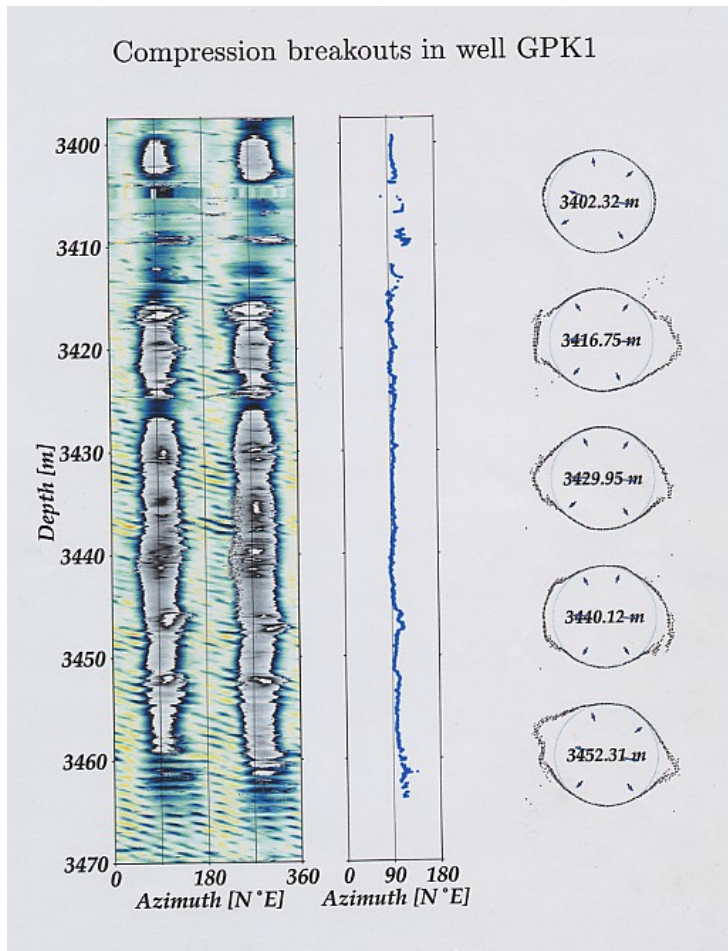 Compression breakouts in well GPK1
3400
3410
3420
3430
3440
3450
3460
3470
Depth [m]
0 180 360
Azimuth [N°E]
0 90 180
Azimuth [N°E]
3402.32 m
3416.75 m
3429.95 m
3440.12 m
3452.31 m